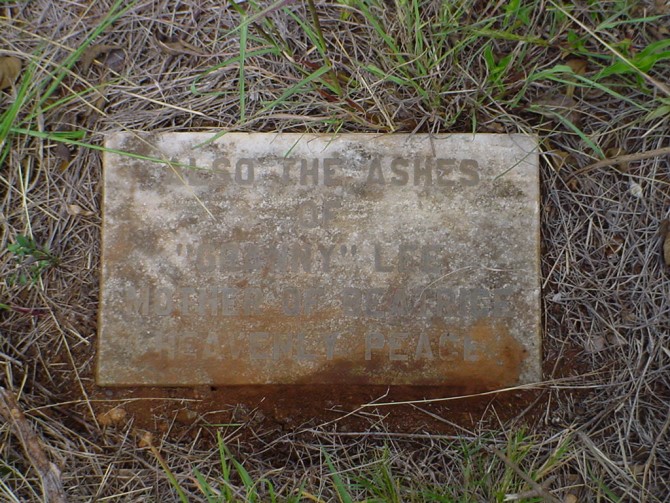 ALSO THE ASHES
OF
"GRANNY" LEE
MOTHER OF
HEAVENLY PEACE.